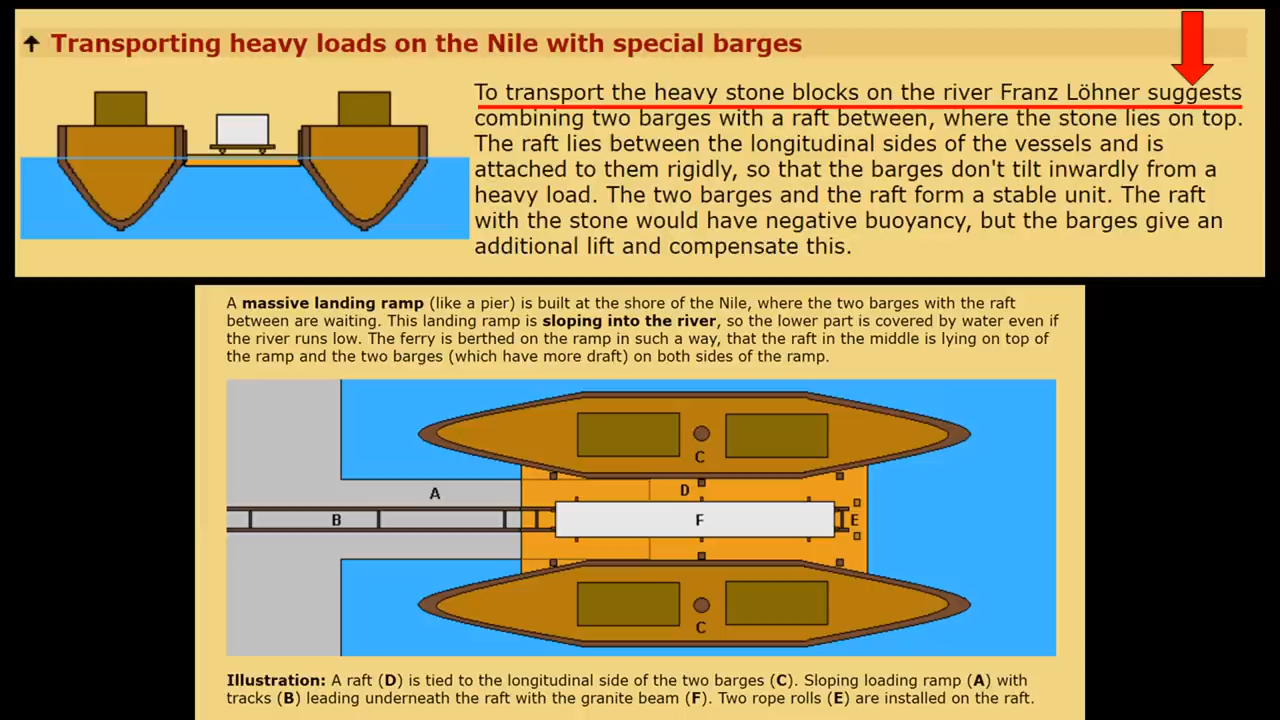 Transporting heavy loads on the Nile with special barges
To transport the heavy stone blocks on the river Franz Löhner suggests
combining two barges with a raft between, where the stone lies on top.
The raft lies between the longitudinal sides of the vessels and is
attached to them rigidly, so that the barges don't tilt inwardly from a
heavy load. The two barges and the raft form a stable unit. The raft
with the stone would have negative buoyancy, but the barges give an
additional lift and compensate this.
A massive landing ramp (like a pier) is built at the shore of the Nile, where the two barges with the raft
between are waiting. This landing ramp is sloping into the river, so the lower part is covered by water even if
the river runs low. The ferry is berthed on the ramp in such a way, that the raft in the middle is lying on top of
the ramp and the two barges (which have more draft) on both sides of the ramp.
C
A
D
B
F
E
C
Illustration: A raft (D) is tied to the longitudinal side of the two barges (C). Sloping loading ramp (A) with
tracks (B) leading underneath the raft with the granite beam (F). Two rope rolls (E) are installed on the raft.